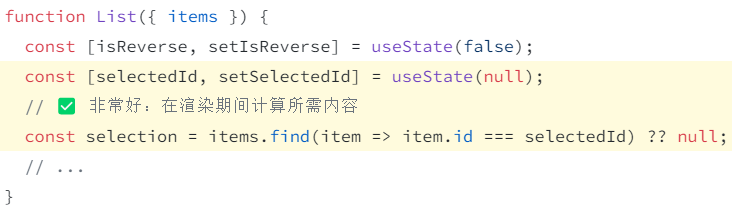 function List({ items }) {
  const [isReverse, setIsReverse] = useState(false);
  const [selectedId, setSelectedId] = useState(null);
  // ✅ 非常好：在渲染期间计算所需内容
  const selection = items.find(item => item.id === selectedId) ?? null;
  // ...
}